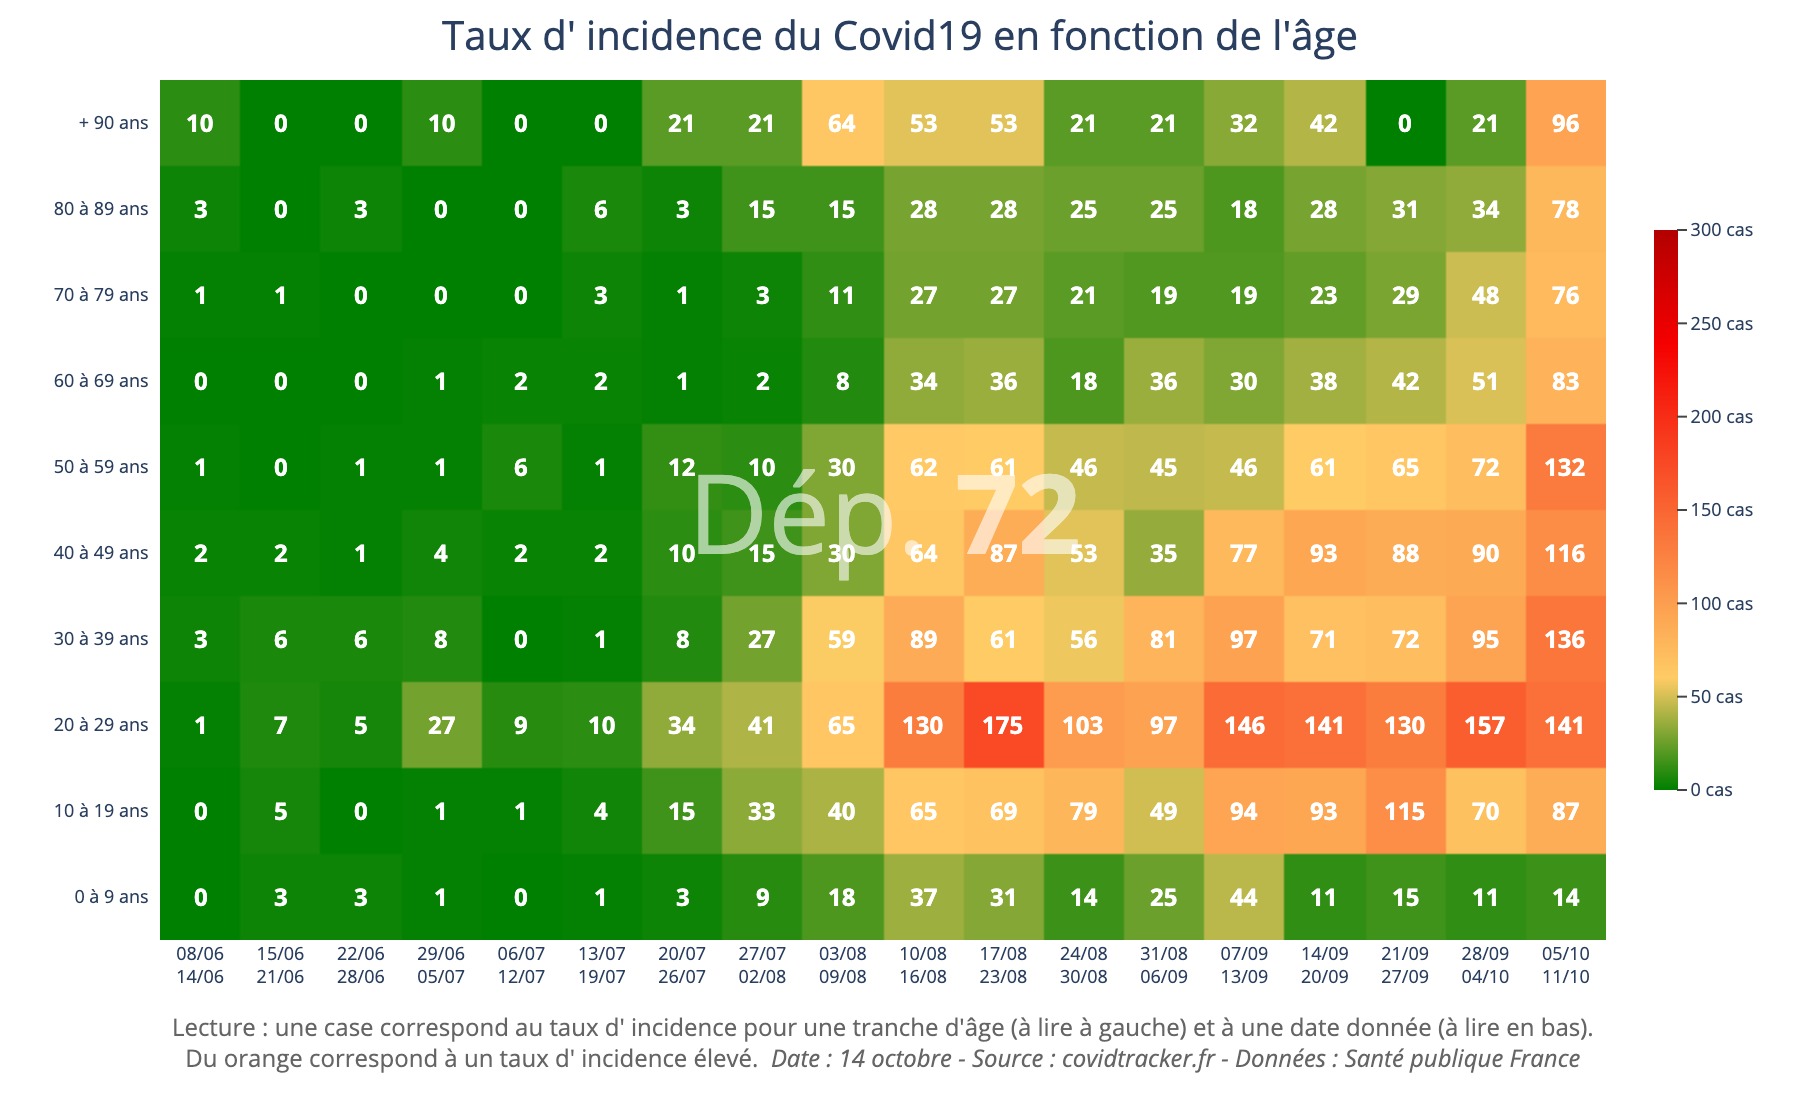 Taux d' incidence du Covid19 en fonction de l'âge
+ 90 ans 10 0 0 10 0 0 21 21 64 53 53 21 21 32 42 0 21 96
80 à 89 ans 3 0 3 0 0 6 3 15 15 28 28 25 25 18 28 31 34 78
70 à 79 ans 1 1 0 0 0 3 1 3 11 27 27 21 19 19 23 29 48 76
60 à 69 ans 0 0 0 1 2 2 1 2 8 34 36 18 36 30 38 42 51 83
50 à 59 ans 1 0 1 1 6 1 12 10 30 62 61 46 45 46 61 65 72 132
Dép. 72
40 à 49 ans 2 2 1 4 2 2 10 15 30 64 87 53 35 77 93 88 90 116
30 à 39 ans 3 6 6 8 0 1 8 27 59 89 61 56 81 97 71 72 95 136
20 à 29 ans 1 7 5 27 9 10 34 41 65 130 175 103 97 146 141 130 157 141
10 à 19 ans 0 5 0 1 1 4 15 33 40 65 69 79 49 94 93 115 70 87
0 à 9 ans 0 3 3 1 0 1 3 9 18 37 31 14 25 44 11 15 11 14
08/06 15/06 22/06 29/06 06/07 13/07 20/07 27/07 03/08 10/08 17/08 24/08 31/08 07/09 14/09 21/09 28/09 05/10
14/06 21/06 28/06 05/07 12/07 19/07 26/07 02/08 09/08 16/08 23/08 30/08 06/09 13/09 20/09 27/09 04/10 11/10
300 cas
250 cas
200 cas
150 cas
100 cas
50 cas
0 cas
Lecture : une case correspond au taux d' incidence pour une tranche d'âge (à lire à gauche) et à une date donnée (à lire en bas).
Du orange correspond à un taux d' incidence élevé. Date : 14 octobre - Source : covidtracker.fr - Données : Santé publique France